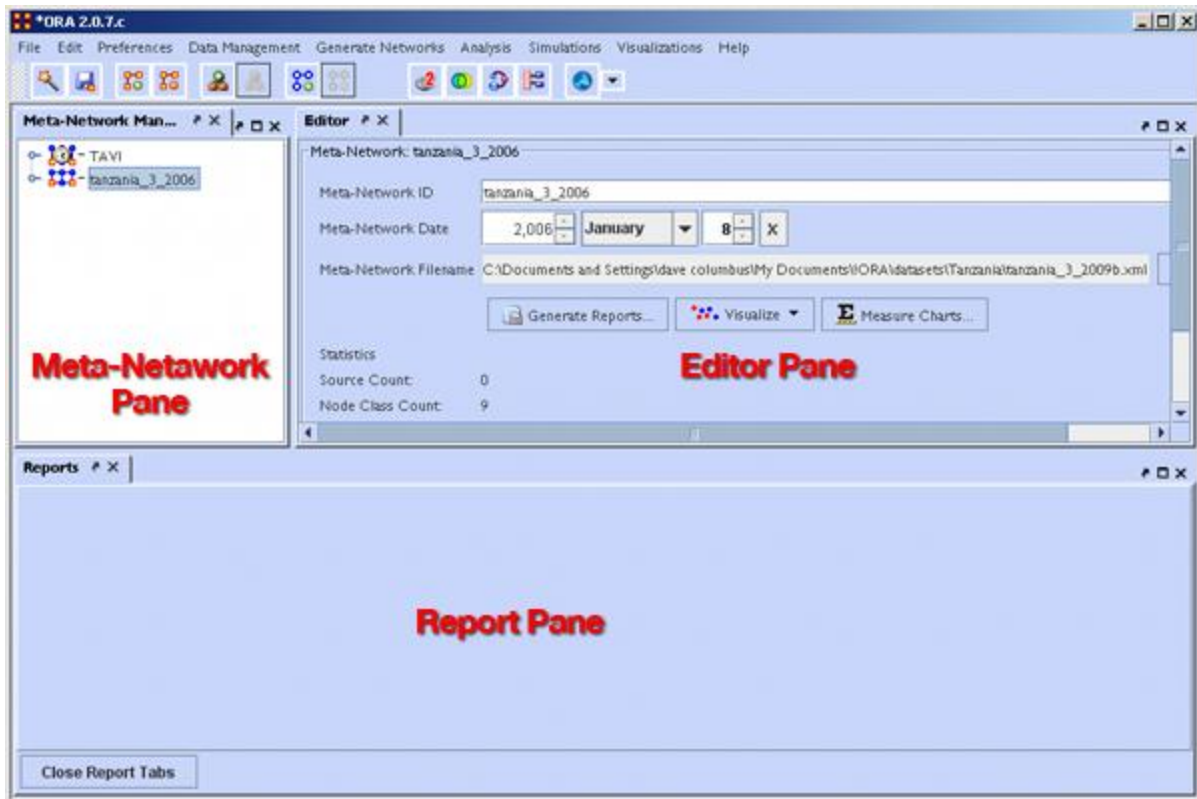 *ORA 2.0.7.c
File Edit Preferences Data Management Generate Networks Analysis Simulations Visualizations Help
Meta-Network Man...
Editor
TAVI
tanzania_3_2006
Meta-Network: tanzania_3_2006
Meta-Network ID tanzania_3_2006
Meta-Network Date 2,006 January 8 X
Meta-Network Filename C:\Documents and Settings\dave columbus\My Documents\!ORA\datasets\Tanzania\tanzania_3_2009b.xml
Generate Reports... Visualize Measure Charts...
Statistics
Source Count: 0
Node Class Count: 9
Meta-Netawork
Pane
Editor Pane
Reports
Report Pane
Close Report Tabs